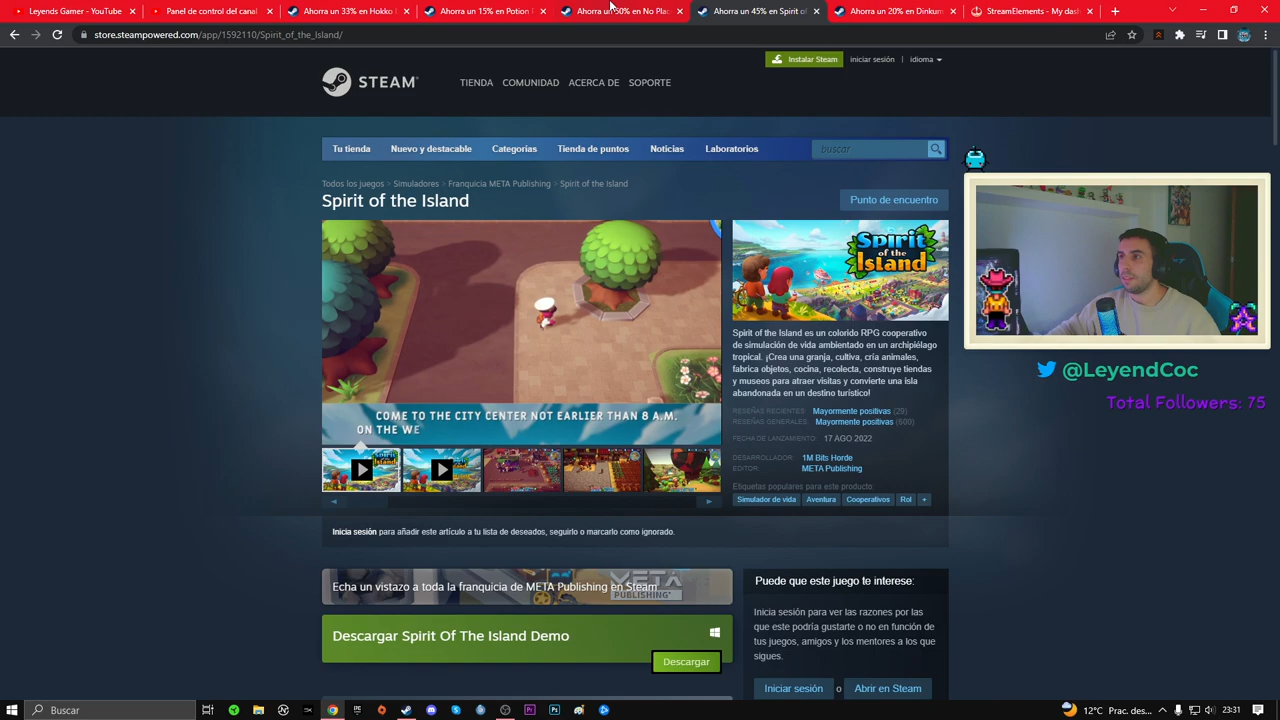 Leyends Gamer - YouTube
Panel de control del canal
Ahorra un 33% en Hokko l
Ahorra un 15% en Potion
Ahorra un 50% en No Plac
Ahorra un 45% en Spirit of
Ahorra un 20% en Dinkum
StreamElements - My dash
store.steampowered.com/app/1592110/Spirit_of_the_Island/
Instalar Steam
iniciar sesión | idioma
STEAM
TIENDA COMUNIDAD ACERCA DE SOPORTE
Tu tienda Nuevo y destacable Categorías Tienda de puntos Noticias Laboratorios
buscar
Todos los juegos > Simuladores > Franquicia META Publishing > Spirit of the Island
Spirit of the Island
Punto de encuentro
COME TO THE CITY CENTER NOT EARLIER THAN 8 A.M.
ON THE WE
Spirit of the Island
Spirit of the Island es un colorido RPG cooperativo
de simulación de vida ambientado en un archipiélago
tropical. ¡Crea una granja, cultiva, cría animales,
fabrica objetos, cocina, recolecta, construye tiendas
y museos para atraer visitas y convierte una isla
abandonada en un destino turístico!
RESEÑAS RECIENTES: Mayormente positivas (29)
RESEÑAS GENERALES: Mayormente positivas (600)
FECHA DE LANZAMIENTO: 17 AGO 2022
DESARROLLADOR: 1M Bits Horde
EDITOR: META Publishing
Etiquetas populares para este producto:
Simulador de vida Aventura Cooperativos Rol +
@LeyendCoc
Total Followers: 75
Inicia sesión para añadir este artículo a tu lista de deseados, seguirlo o marcarlo como ignorado.
Echa un vistazo a toda la franquicia de META Publishing en Steam
META
PUBLISHING
Descargar Spirit Of The Island Demo
Descargar
Puede que este juego te interese:
Inicia sesión para ver las razones por las
que este podría gustarte o no en función de
tus juegos, amigos y los mentores a los que
sigues.
Iniciar sesión o Abrir en Steam
Buscar
12°C Prac. des...
23:31